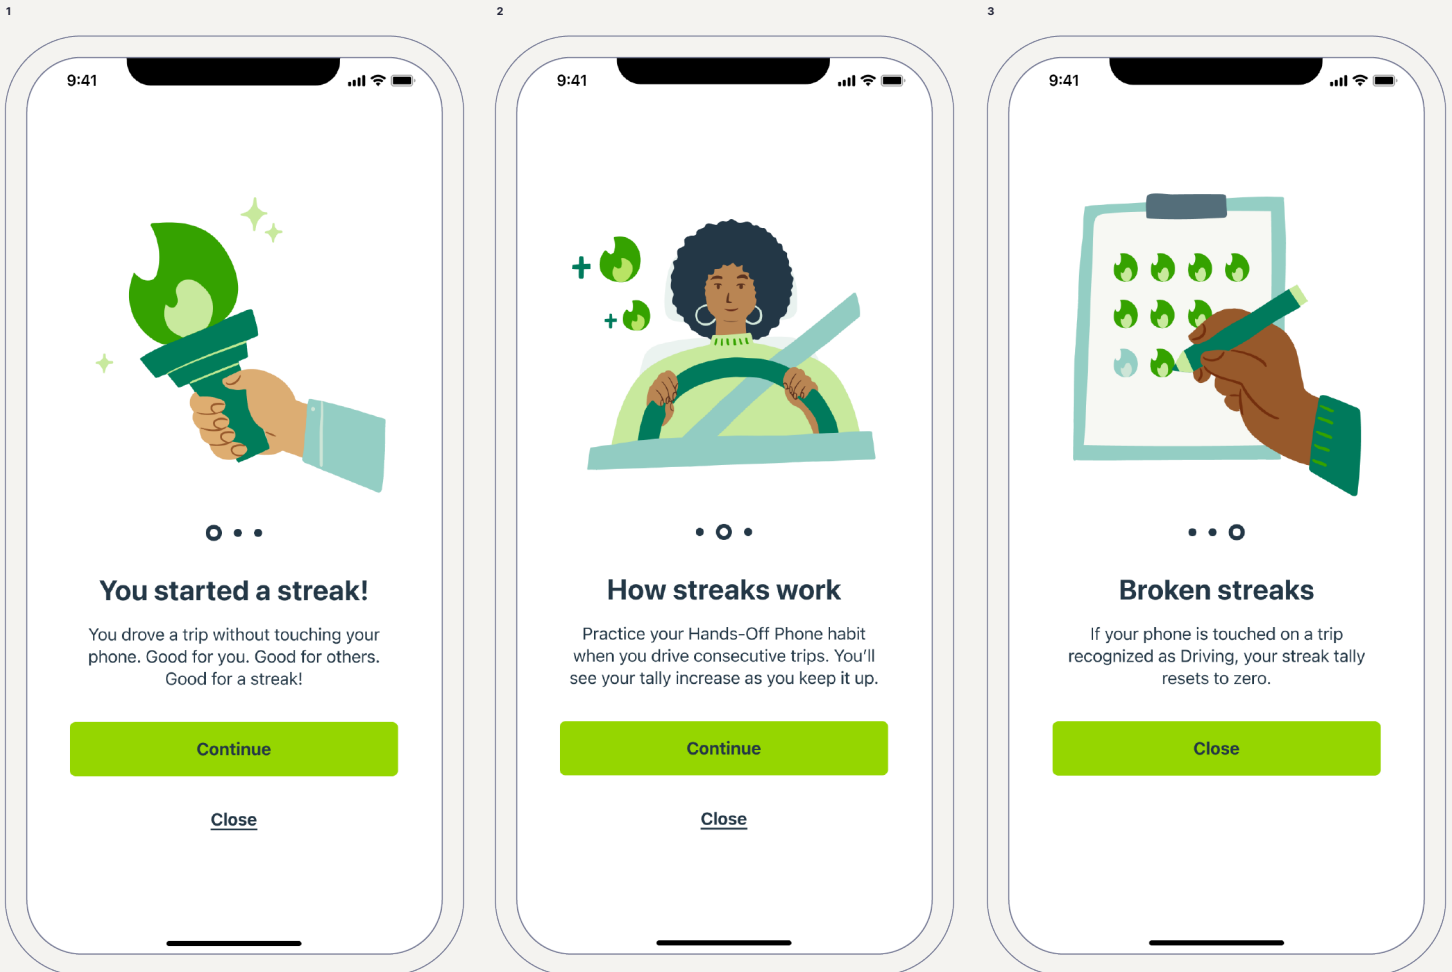 1
9:41
You started a streak!
You drove a trip without touching your
phone. Good for you. Good for others.
Good for a streak!
Continue
Close
2
9:41
How streaks work
Practice your Hands-Off Phone habit
when you drive consecutive trips. You'll
see your tally increase as you keep it up.
Continue
Close
3
9:41
Broken streaks
If your phone is touched on a trip
recognized as Driving, your streak tally
resets to zero.
Close